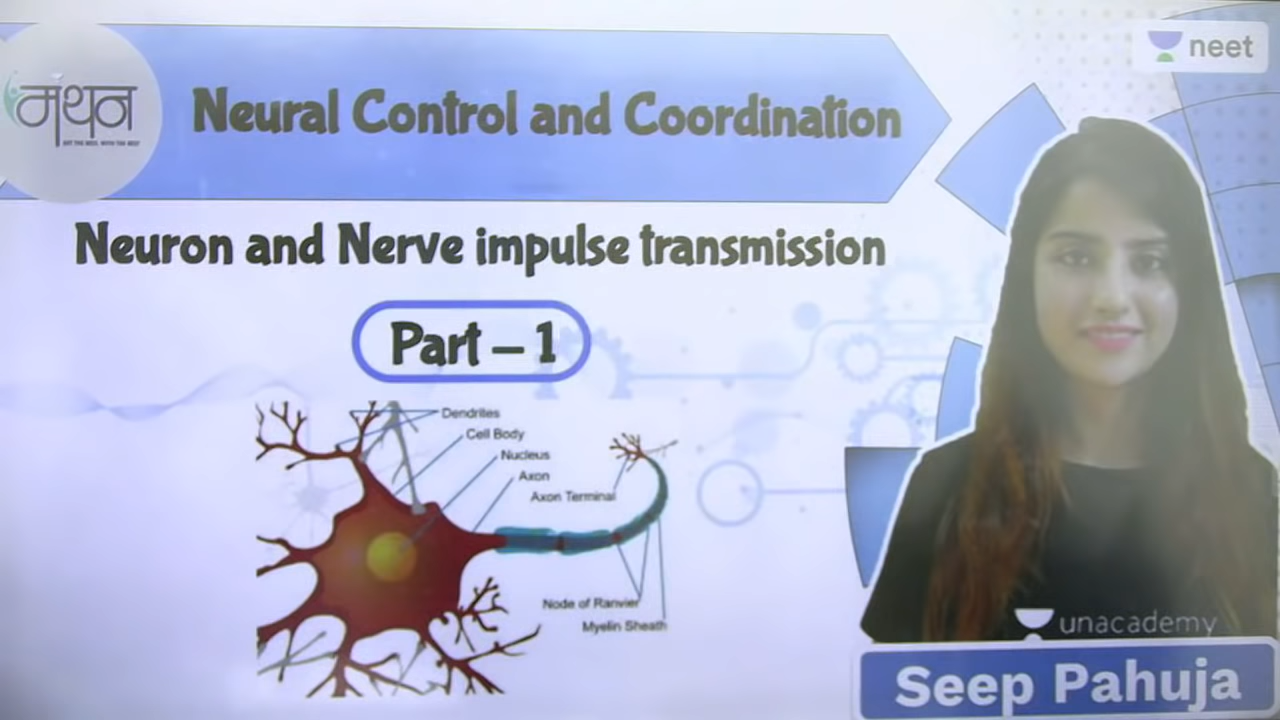 neet
मंथन
Neural Control and Coordination
Neuron and Nerve impulse transmission
Part – 1
Dendrites
Cell Body
Nucleus
Axon
Axon Terminal
Node of Ranvier
Myelin Sheath
unacademy
Seep Pahuja